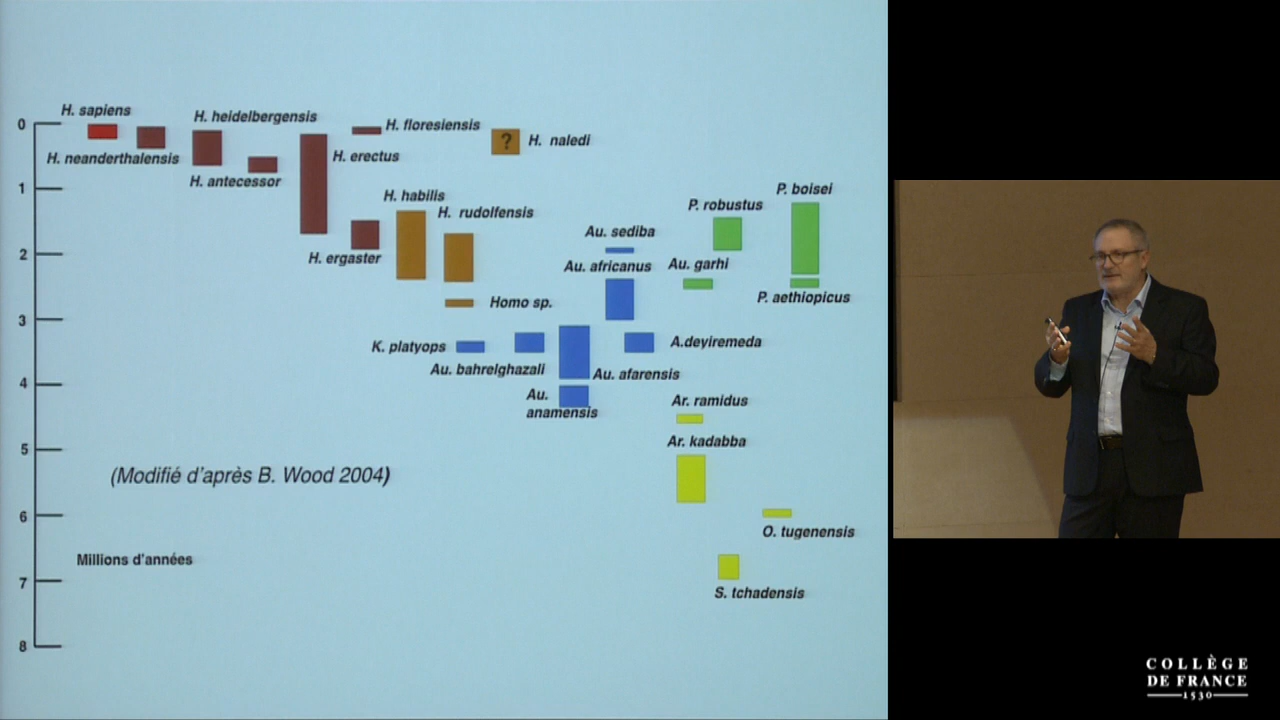 H. sapiens
H. heidelbergensis
H. floresiensis
0
?
H. naledi
H. neanderthalensis
H. erectus
H. antecessor
1
P. boisei
H. habilis
P. robustus
H. rudolfensis
Au. sediba
2
H. ergaster
Au. africanus
Au. garhi
P. aethiopicus
Homo sp.
3
K. platyops
A.deyiremeda
Au. bahrelghazali
Au. afarensis
4
Au.
anamensis
Ar. ramidus
Ar. kadabba
5
(Modifié d'après B. Wood 2004)
6
O. tugenensis
Millions d'années
7
S. tchadensis
8
COLLÈGE
DE FRANCE
1530